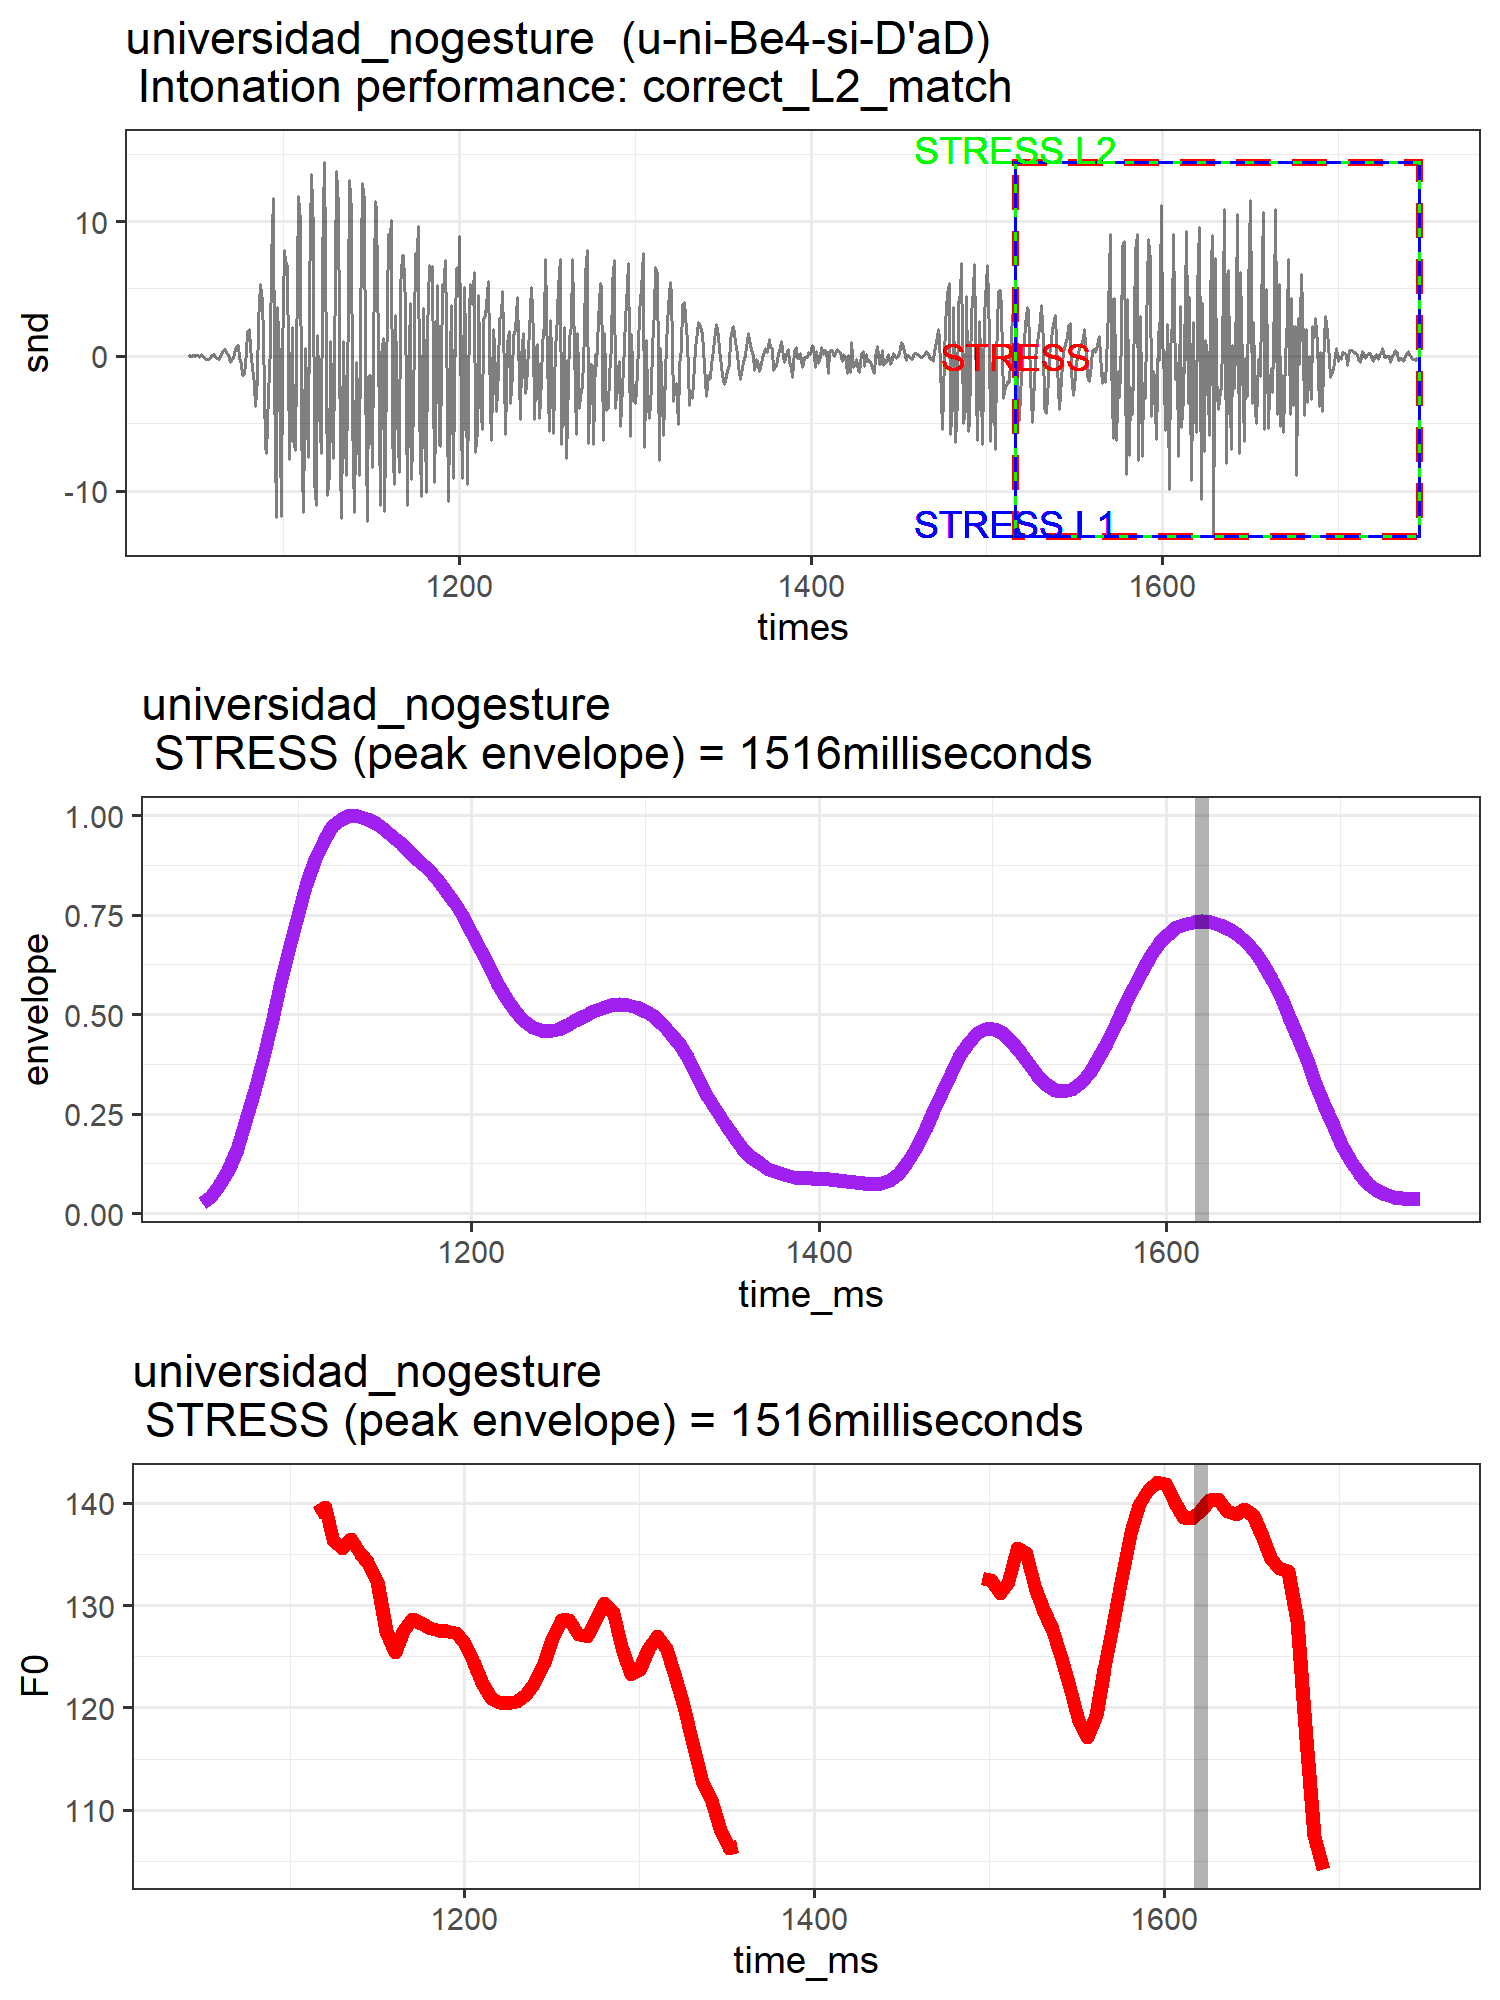 universidad_nogesture  (u-ni-Be4-si-D'aD)
Intonation performance: correct_L2_match
STRESS L2
10
snd
0
STRESS
-10
STRESS L1
1200 1400 1600
times
universidad_nogesture
STRESS (peak envelope) = 1516milliseconds
1.00
0.75
envelope
0.50
0.25
0.00
1200 1400 1600
time_ms
universidad_nogesture
STRESS (peak envelope) = 1516milliseconds
140
130
F0
120
110
1200 1400 1600
time_ms